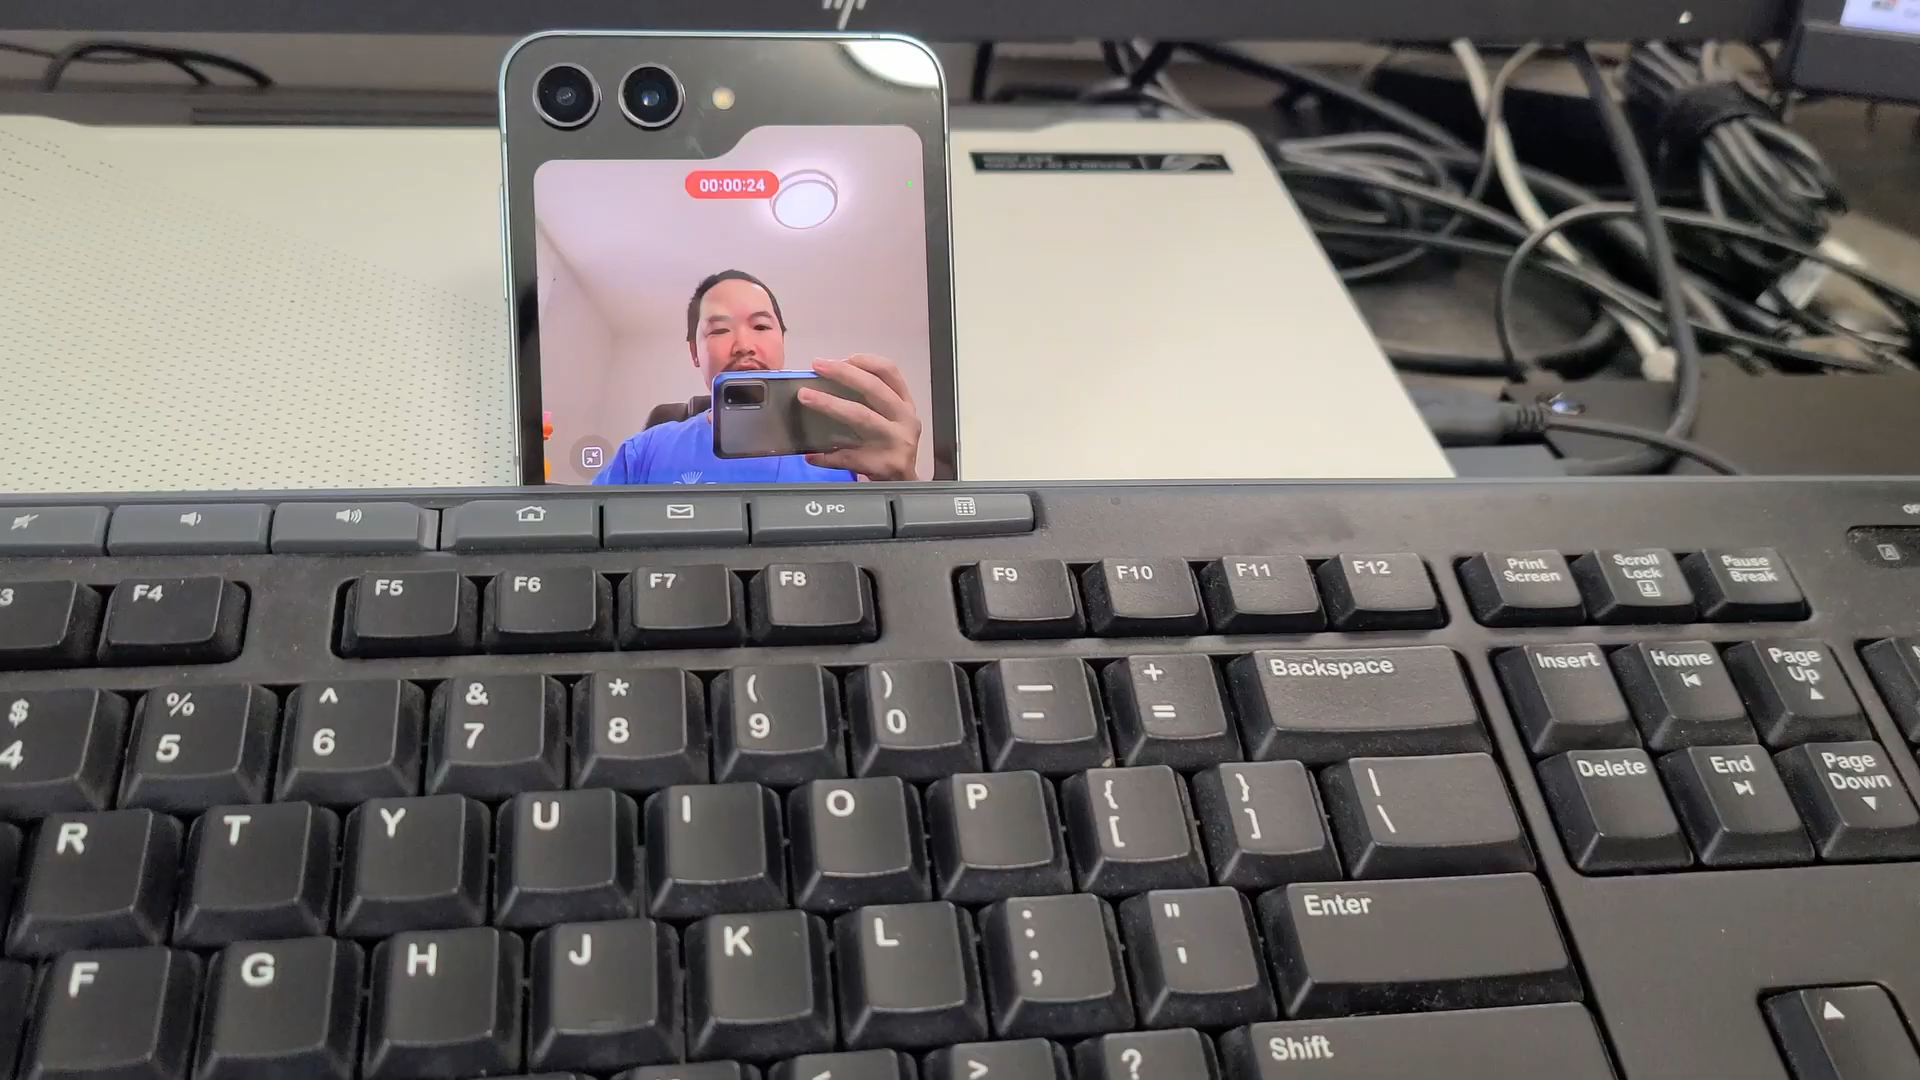 hp
00:00:24
PC
F4 F5 F6 F7 F8 F9 F10 F11 F12 Print Screen Scroll Lock Pause Break
$ 4 % 5 ^ 6 & 7 * 8 ( 9 ) 0 — - + = Backspace Insert Home Page Up
R T Y U I O P { [ } ] | \ Delete End Page Down
F G H J K L : ; " ' Enter
< > ? Shift